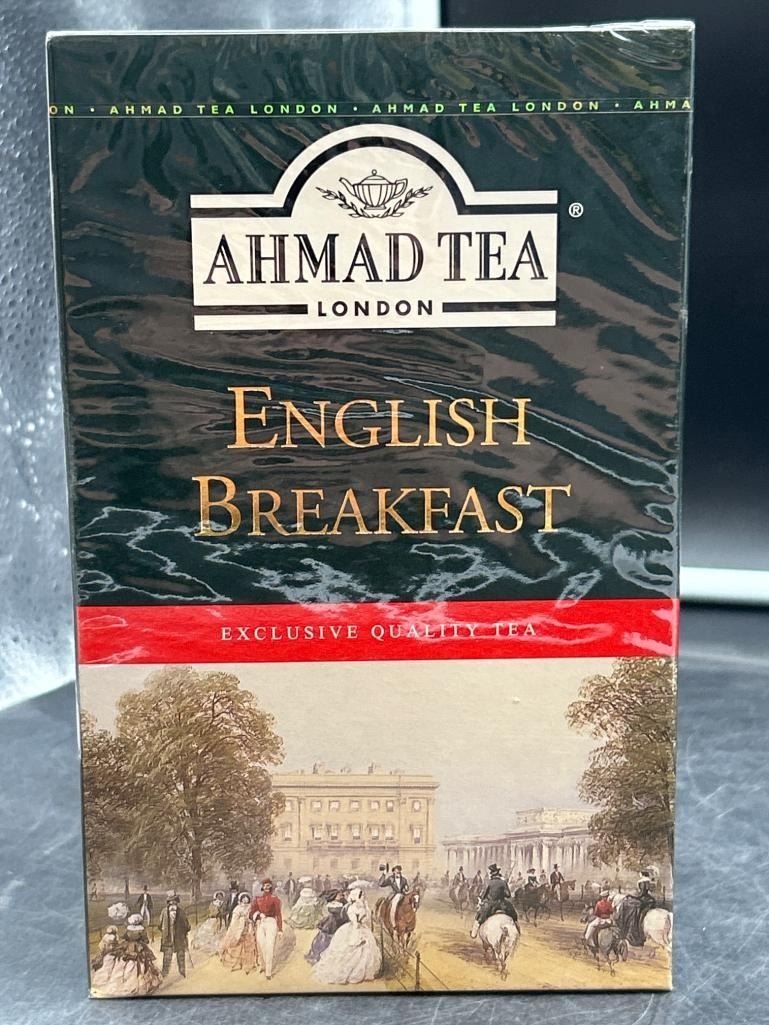 ON • AHMAD TEA LONDON • AHMAD TEA LONDON • AHMA
AHMAD TEA ®
LONDON
ENGLISH
BREAKFAST
EXCLUSIVE QUALITY TEA